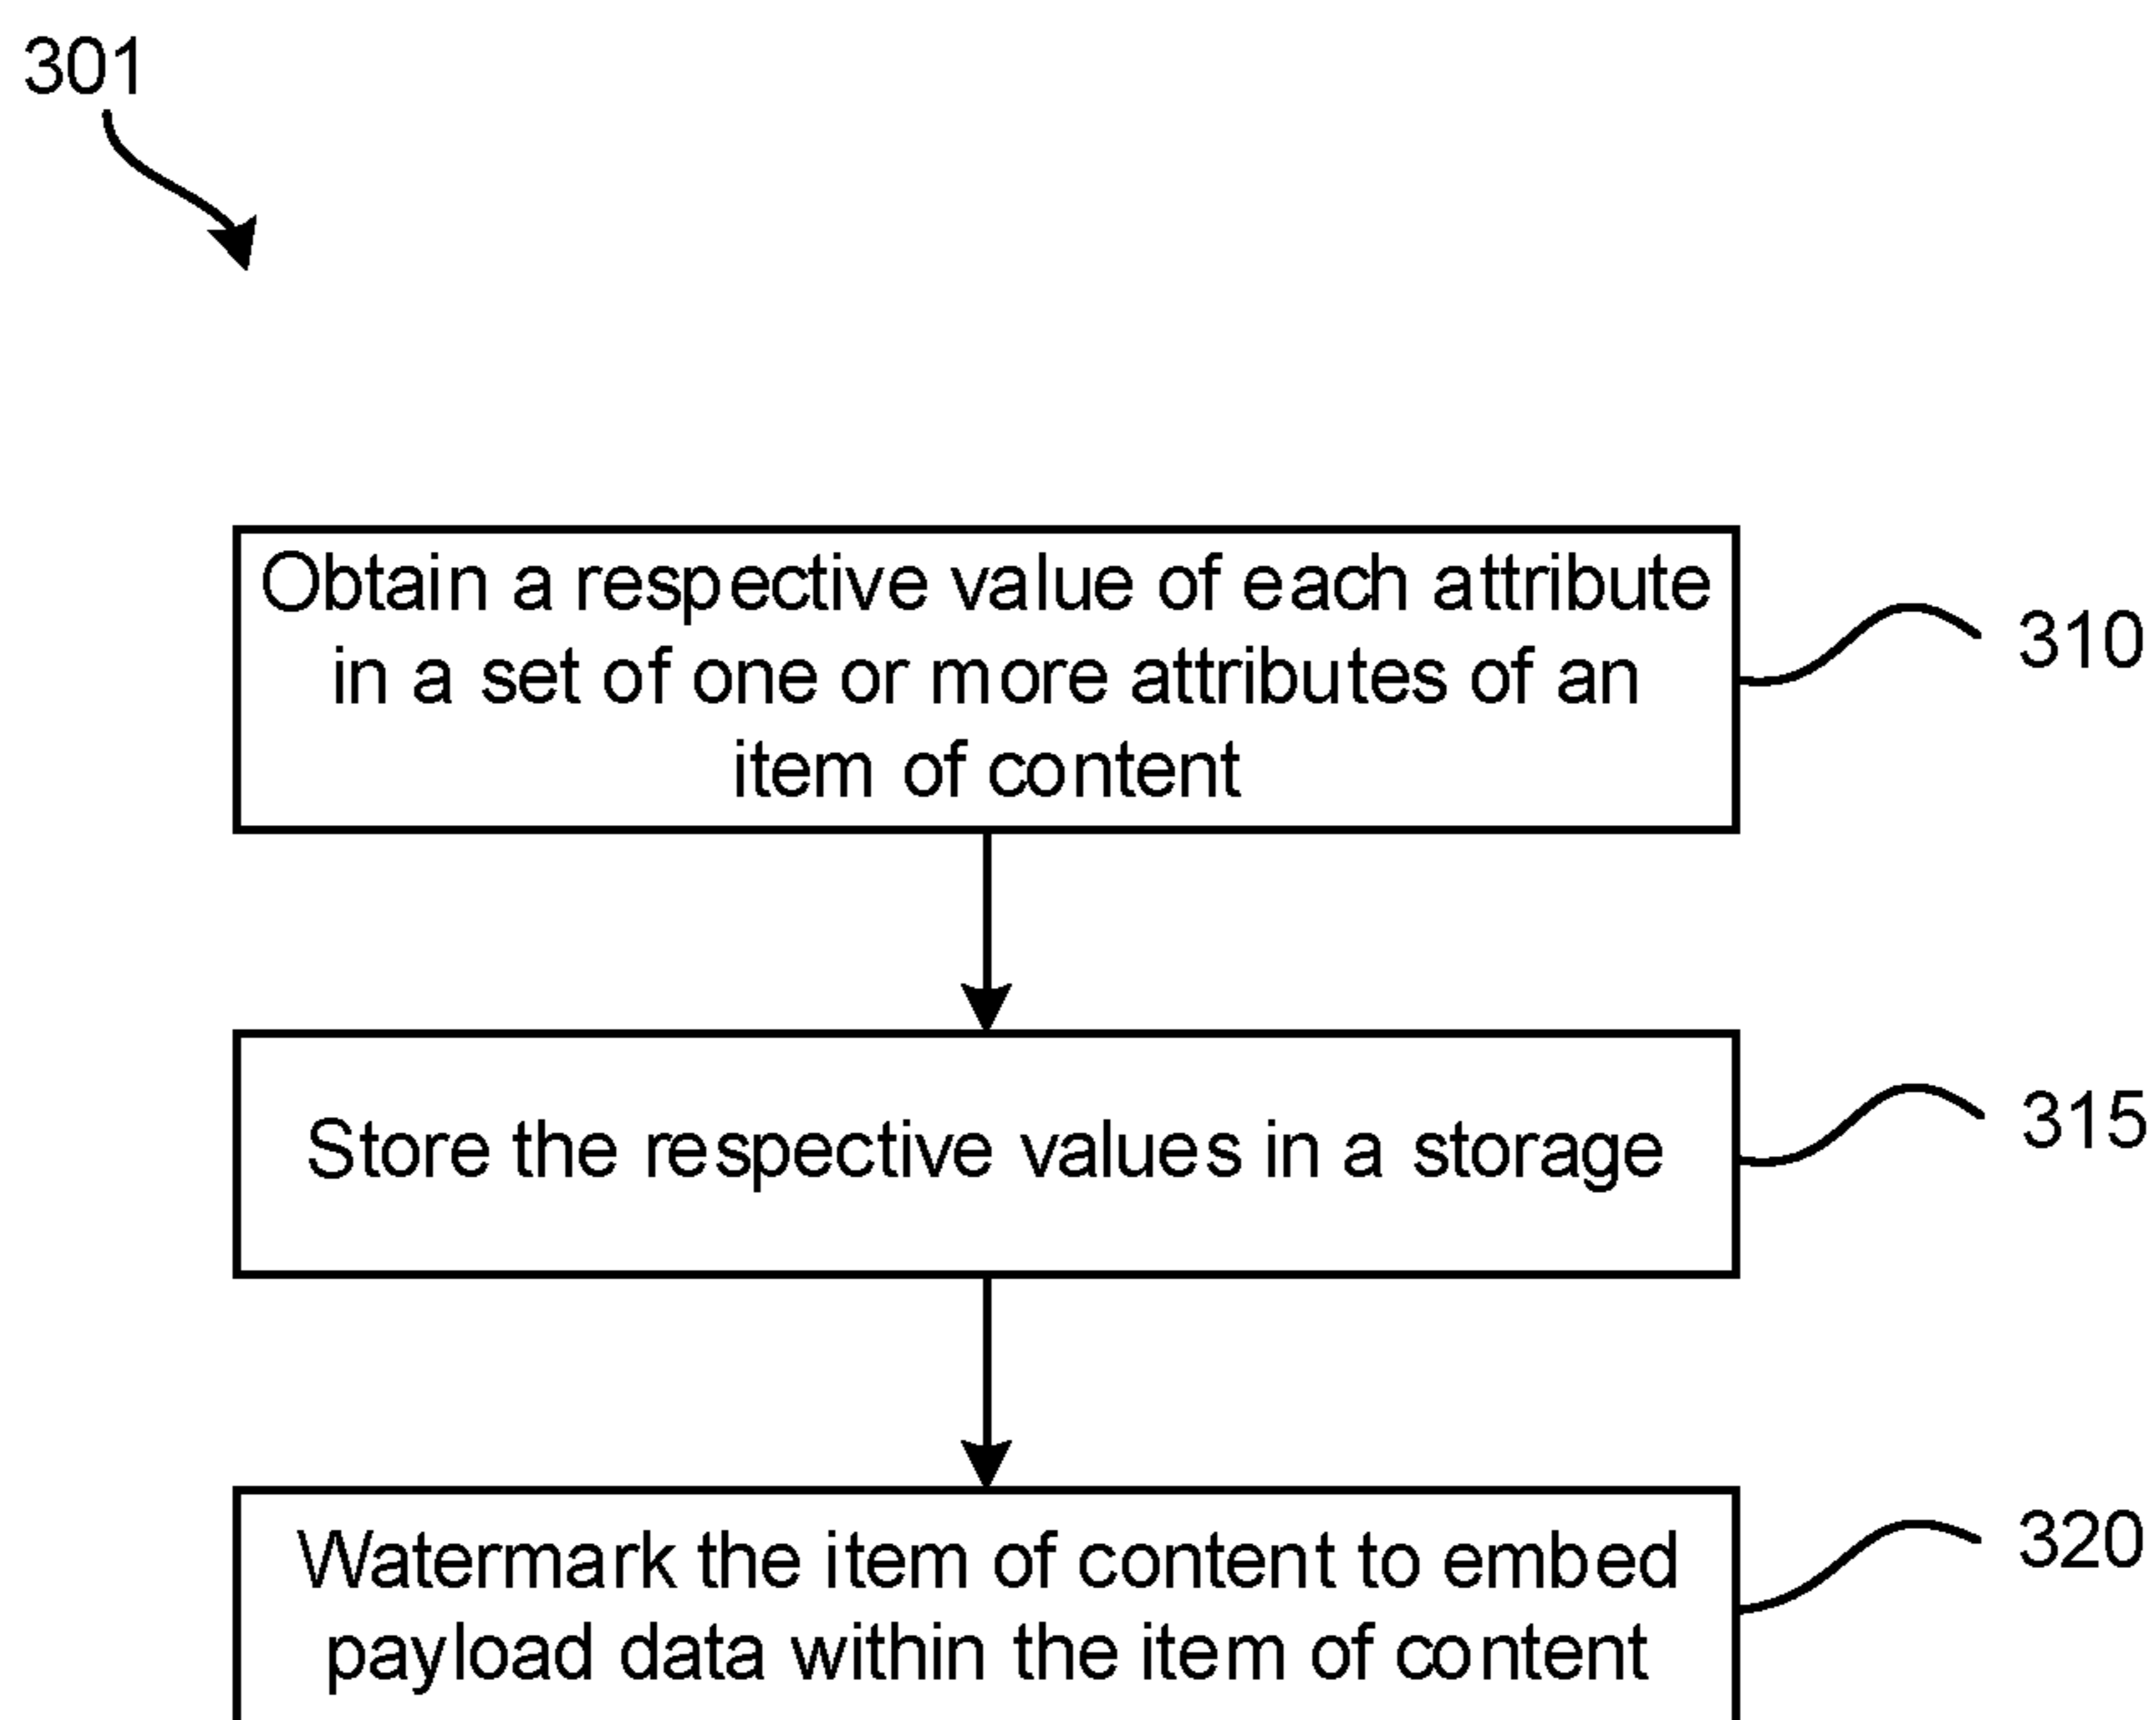 301
Obtain a respective value of each attribute
in a set of one or more attributes of an
item of content
310
Store the respective values in a storage
315
Watermark the item of content to embed
payload data within the item of content
320